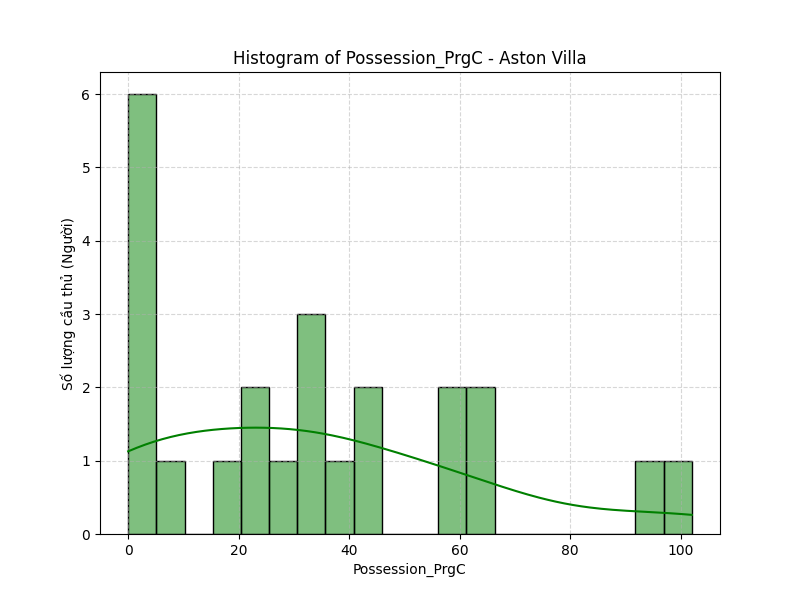 Histogram of Possession_PrgC - Aston Villa
Số lượng cầu thủ (Người)
6
5
4
3
2
1
0
0 20 40 60 80 100
Possession_PrgC